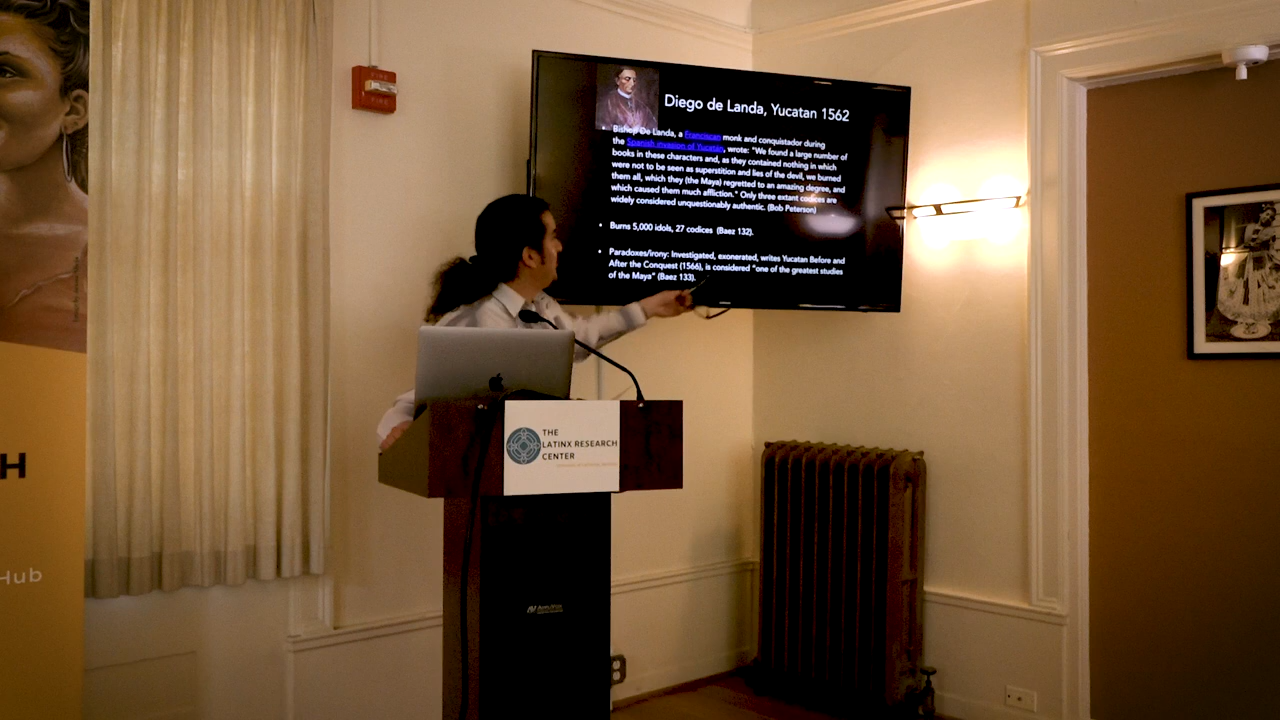 FIRE
FIRE
Diego de Landa, Yucatan 1562
• Bishop De Landa, a Franciscan monk and conquistador during
the Spanish invasion of Yucatán, wrote: "We found a large number of
books in these characters and, as they contained nothing in which
were not to be seen as superstition and lies of the devil, we burned
them all, which they (the Maya) regretted to an amazing degree, and
which caused them much affliction." Only three extant codices are
widely considered unquestionably authentic. (Bob Peterson)
• Burns 5,000 idols, 27 codices (Baez 132).
• Paradoxes/irony: Investigated, exonerated, writes Yucatan Before and
After the Conquest (1566), is considered "one of the greatest studies
of the Maya" (Baez 133).
THE
LATINX RESEARCH
CENTER
H
Hub